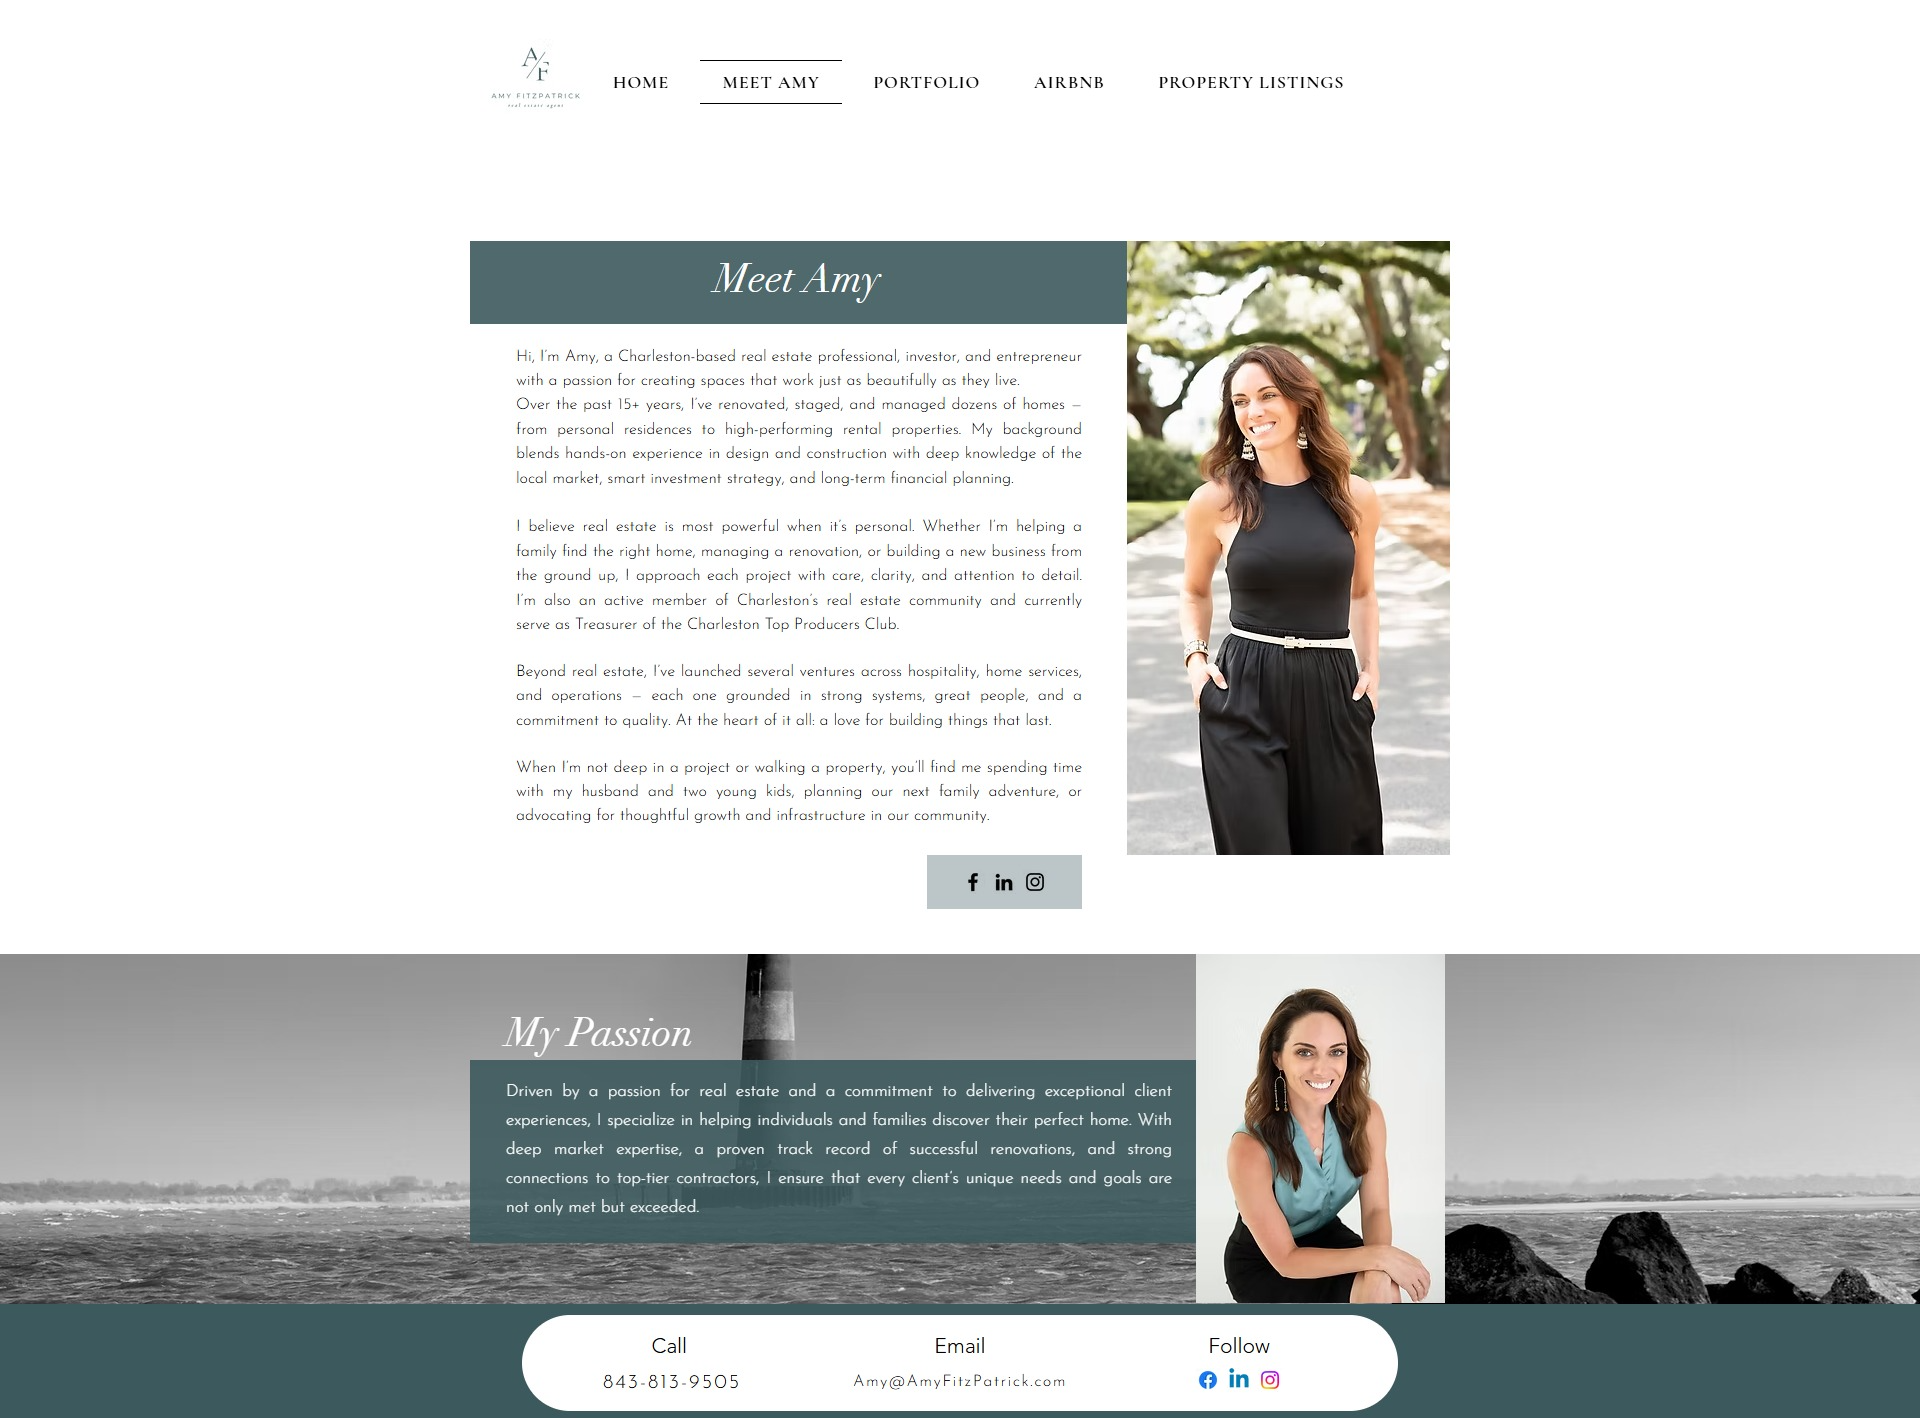 A/F
AMY FITZPATRICK
real estate agent
HOME
MEET AMY
PORTFOLIO
AIRBNB
PROPERTY LISTINGS
Meet Amy
Hi, I'm Amy, a Charleston-based real estate professional, investor, and entrepreneur
with a passion for creating spaces that work just as beautifully as they live.
Over the past 15+ years, I've renovated, staged, and managed dozens of homes —
from personal residences to high-performing rental properties. My background
blends hands-on experience in design and construction with deep knowledge of the
local market, smart investment strategy, and long-term financial planning.
I believe real estate is most powerful when it's personal. Whether I'm helping a
family find the right home, managing a renovation, or building a new business from
the ground up, I approach each project with care, clarity, and attention to detail.
I'm also an active member of Charleston's real estate community and currently
serve as Treasurer of the Charleston Top Producers Club.
Beyond real estate, I've launched several ventures across hospitality, home services,
and operations — each one grounded in strong systems, great people, and a
commitment to quality. At the heart of it all: a love for building things that last.
When I'm not deep in a project or walking a property, you'll find me spending time
with my husband and two young kids, planning our next family adventure, or
advocating for thoughtful growth and infrastructure in our community.
My Passion
Driven by a passion for real estate and a commitment to delivering exceptional client
experiences, I specialize in helping individuals and families discover their perfect home. With
deep market expertise, a proven track record of successful renovations, and strong
connections to top-tier contractors, I ensure that every client's unique needs and goals are
not only met but exceeded.
Call
843-813-9505
Email
Amy@AmyFitzPatrick.com
Follow